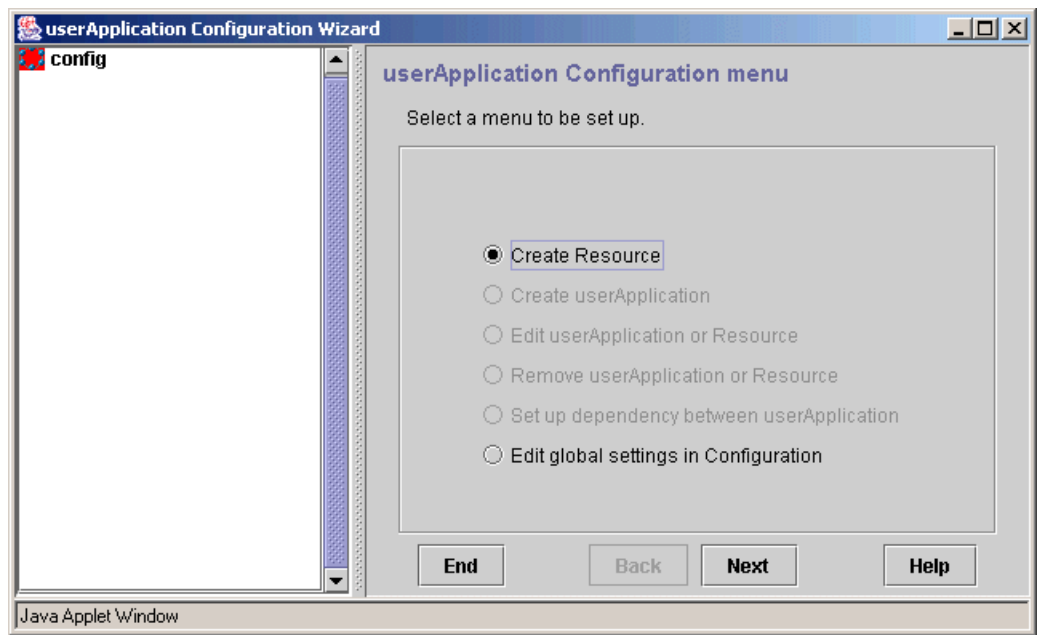 userApplication Configuration Wizard
config
userApplication Configuration menu
Select a menu to be set up.
Create Resource
Create userApplication
Edit userApplication or Resource
Remove userApplication or Resource
Set up dependency between userApplication
Edit global settings in Configuration
End Back Next Help
Java Applet Window